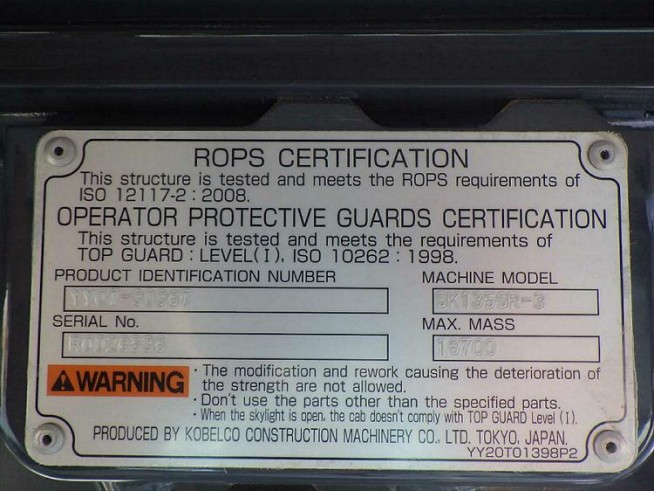 ROPS CERTIFICATION
This structure is tested and meets the ROPS requirements of
ISO 12117-2 : 2008.
OPERATOR PROTECTIVE GUARDS CERTIFICATION
This structure is tested and meets the requirements of
TOP GUARD : LEVEL(I), ISO 10262 : 1998.
PRODUCT IDENTIFICATION NUMBER
MACHINE MODEL
SK135SR-3
SERIAL No.
MAX. MASS
16700
WARNING
· The modification and rework causing the deterioration of
the strength are not allowed.
· Don't use the parts other than the specified parts.
· When the skylight is open, the cab doesn't comply with TOP GUARD Level (I).
PRODUCED BY KOBELCO CONSTRUCTION MACHINERY CO., LTD. TOKYO, JAPAN.
YY20T01398P2